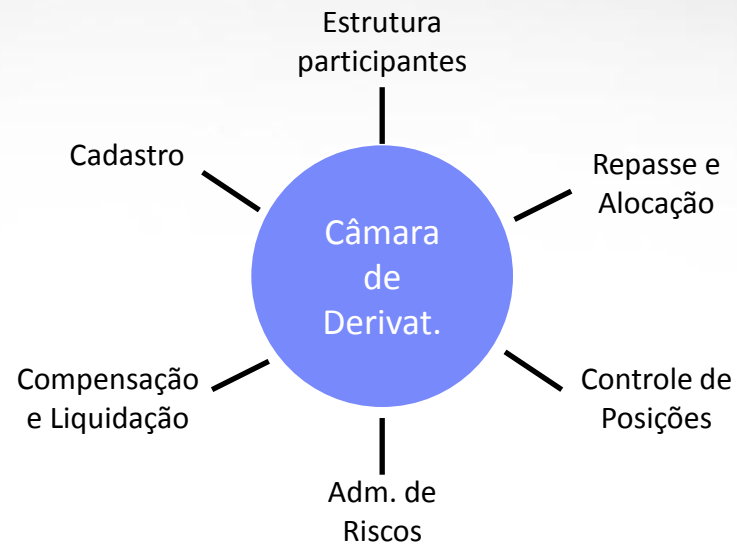 Estrutura
participantes
Cadastro
Repasse e
Alocação
Câmara
de
Derivat.
Compensação
e Liquidação
Controle de
Posições
Adm. de
Riscos